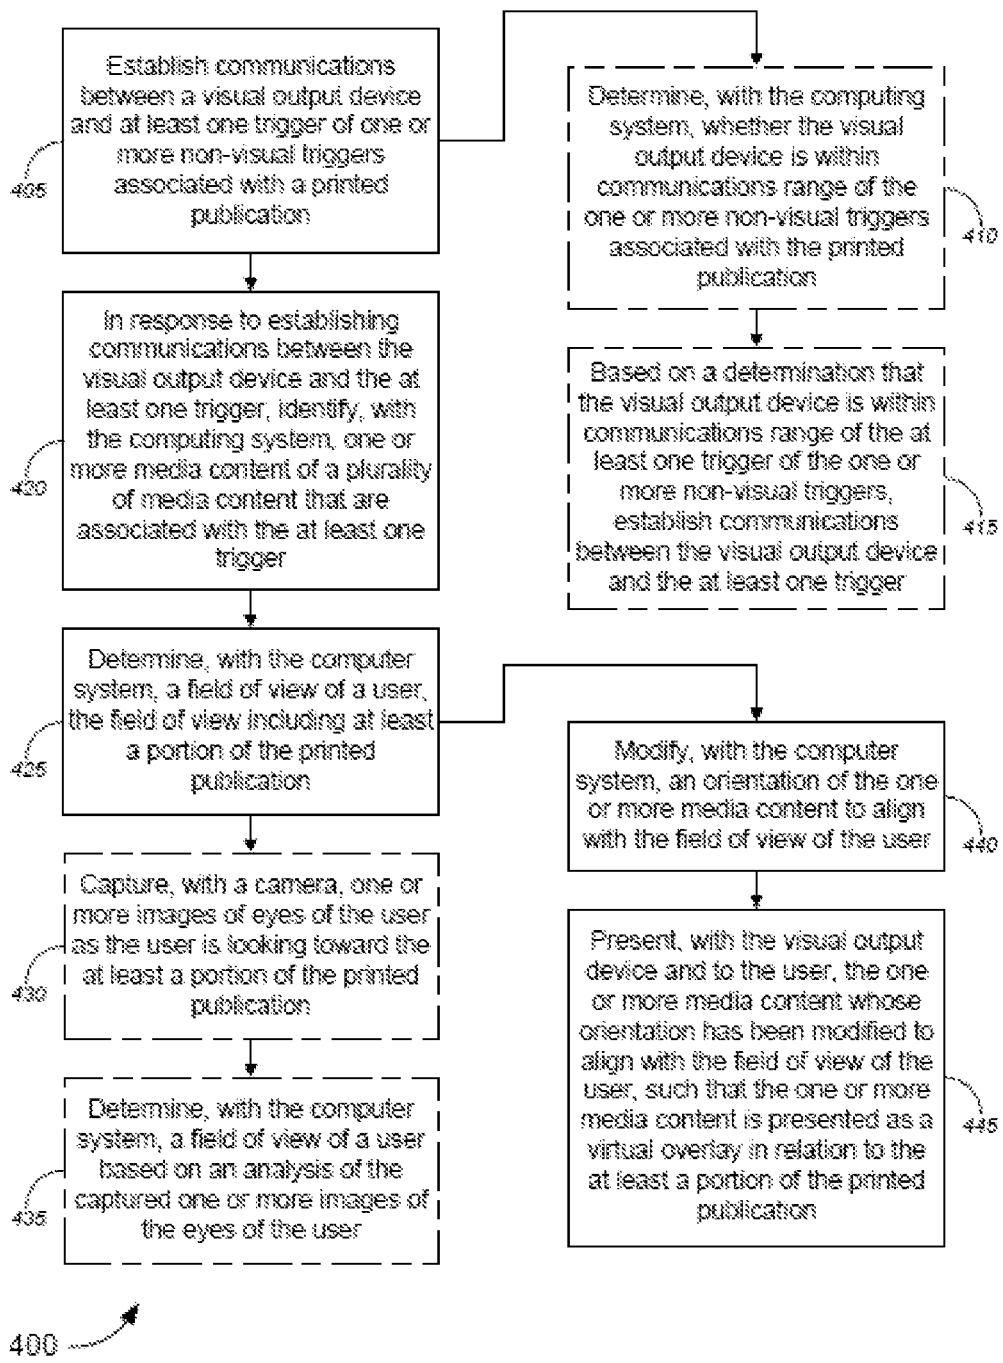 Establish communications
between a visual output device
and at least one trigger of one or
more non-visual triggers
associated with a printed
publication
405
In response to establishing
communications between the
visual output device and the at
least one trigger, identify, with
the computing system, one or
more media content of a plurality
of media content that are
associated with the at least one
trigger
420
Determine, with the computer
system, a field of view of a user,
the field of view including at least
a portion of the printed
publication
425
Capture, with a camera, one or
more images of eyes of the user
as the user is looking toward the
at least a portion of the printed
publication
430
Determine, with the computer
system, a field of view of a user
based on an analysis of the
captured one or more images of
the eyes of the user
435
Determine, with the computing
system, whether the visual
output device is within
communications range of the
one or more non-visual triggers
associated with the printed
publication
410
Based on a determination that
the visual output device is within
communications range of the at
least one trigger of the one or
more non-visual triggers,
establish communications
between the visual output device
and the at least one trigger
415
Modify, with the computer
system, an orientation of the one
or more media content to align
with the field of view of the user
440
Present, with the visual output
device and to the user, the one
or more media content whose
orientation has been modified to
align with the field of view of the
user, such that the one or more
media content is presented as a
virtual overlay in relation to the
at least a portion of the printed
publication
445
400